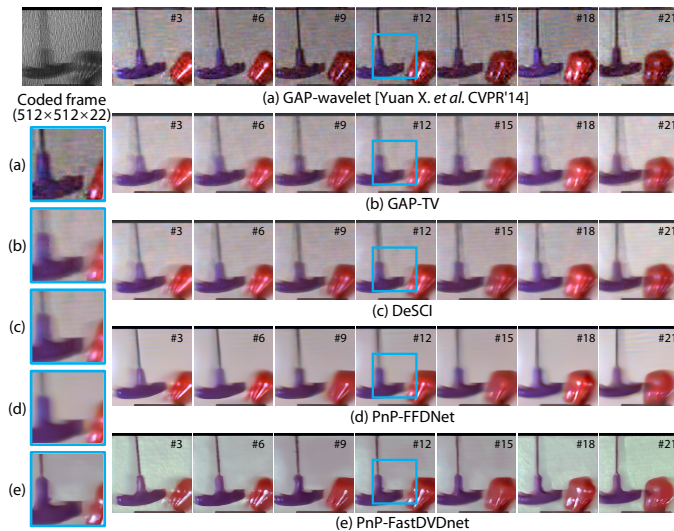 #3 #6 #9 #12 #15 #18 #21
Coded frame
(512×512×22)
(a) GAP-wavelet [Yuan X. et al. CVPR'14]
(a)
#3 #6 #9 #12 #15 #18 #21
(b) GAP-TV
(b)
#3 #6 #9 #12 #15 #18 #21
(c) DeSCI
(c)
#3 #6 #9 #12 #15 #18 #21
(d) PnP-FFDNet
(d)
#3 #6 #9 #12 #15 #18 #21
(e) PnP-FastDVDnet
(e)